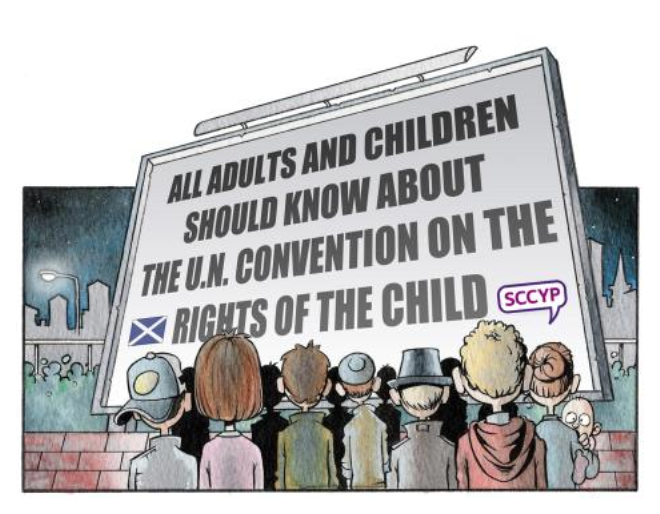 ALL ADULTS AND CHILDREN
SHOULD KNOW ABOUT
THE U.N. CONVENTION ON THE
RIGHTS OF THE CHILD
SCCYP